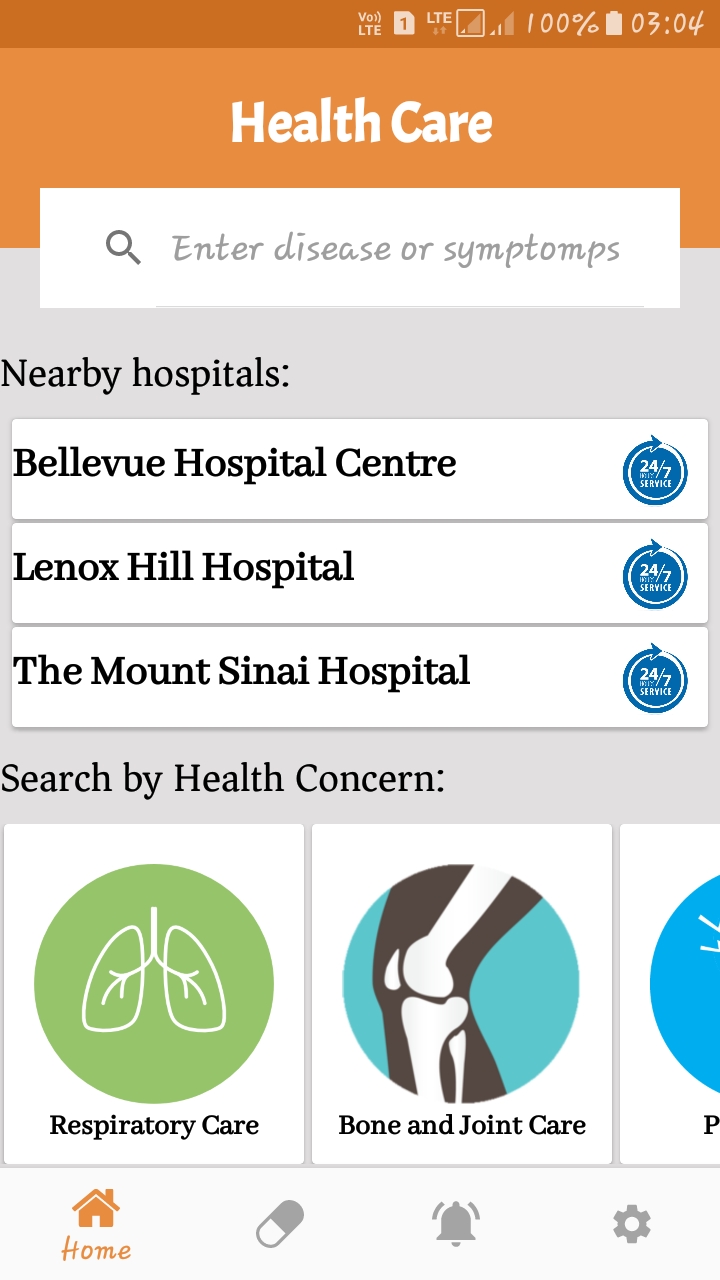 Vo)) LTE 1 LTE 100% 03:04
Health Care
Enter disease or symptomps
Nearby hospitals:
Bellevue Hospital Centre
24/7
SERVICE
Lenox Hill Hospital
24/7
SERVICE
The Mount Sinai Hospital
24/7
SERVICE
Search by Health Concern:
Respiratory Care
Bone and Joint Care
P
Home